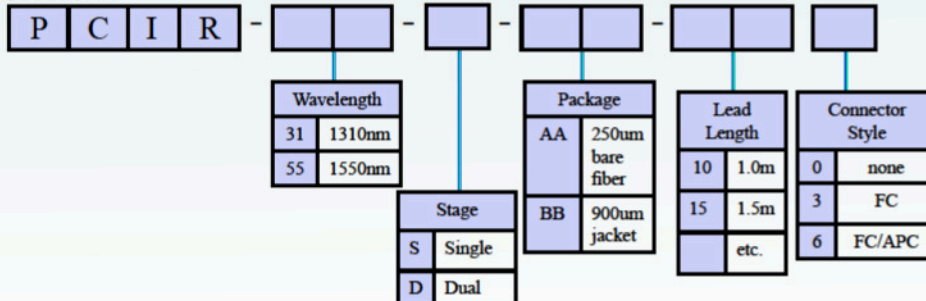 P C I R - - - -
Wavelength
31 1310nm
55 1550nm
Stage
S Single
D Dual
Package
AA 250um
bare
fiber
BB 900um
jacket
Lead
Length
10 1.0m
15 1.5m
etc.
Connector
Style
0 none
3 FC
6 FC/APC